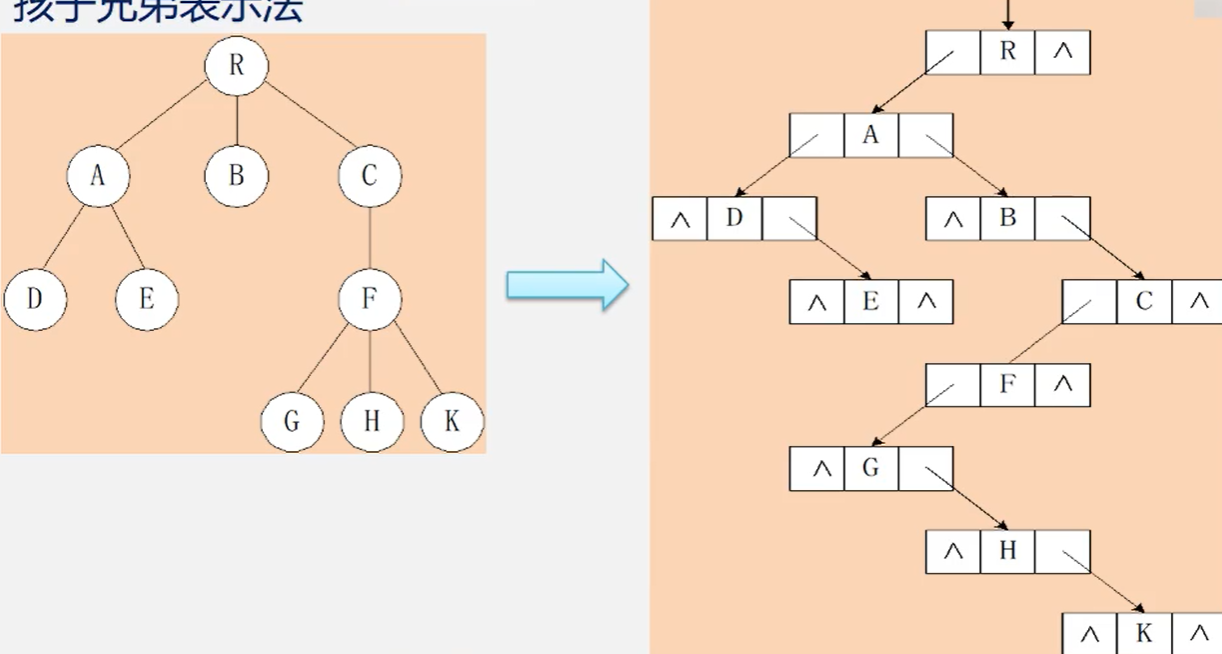 孩子兄弟表示法
R
A B C
D E F
G H K
R ∧
A
∧ D
∧ B
∧ E ∧
C ∧
F ∧
∧ G
∧ H
∧ K ∧